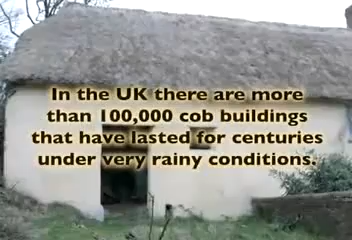 In the UK there are more
than 100,000 cob buildings
that have lasted for centuries
under very rainy conditions.